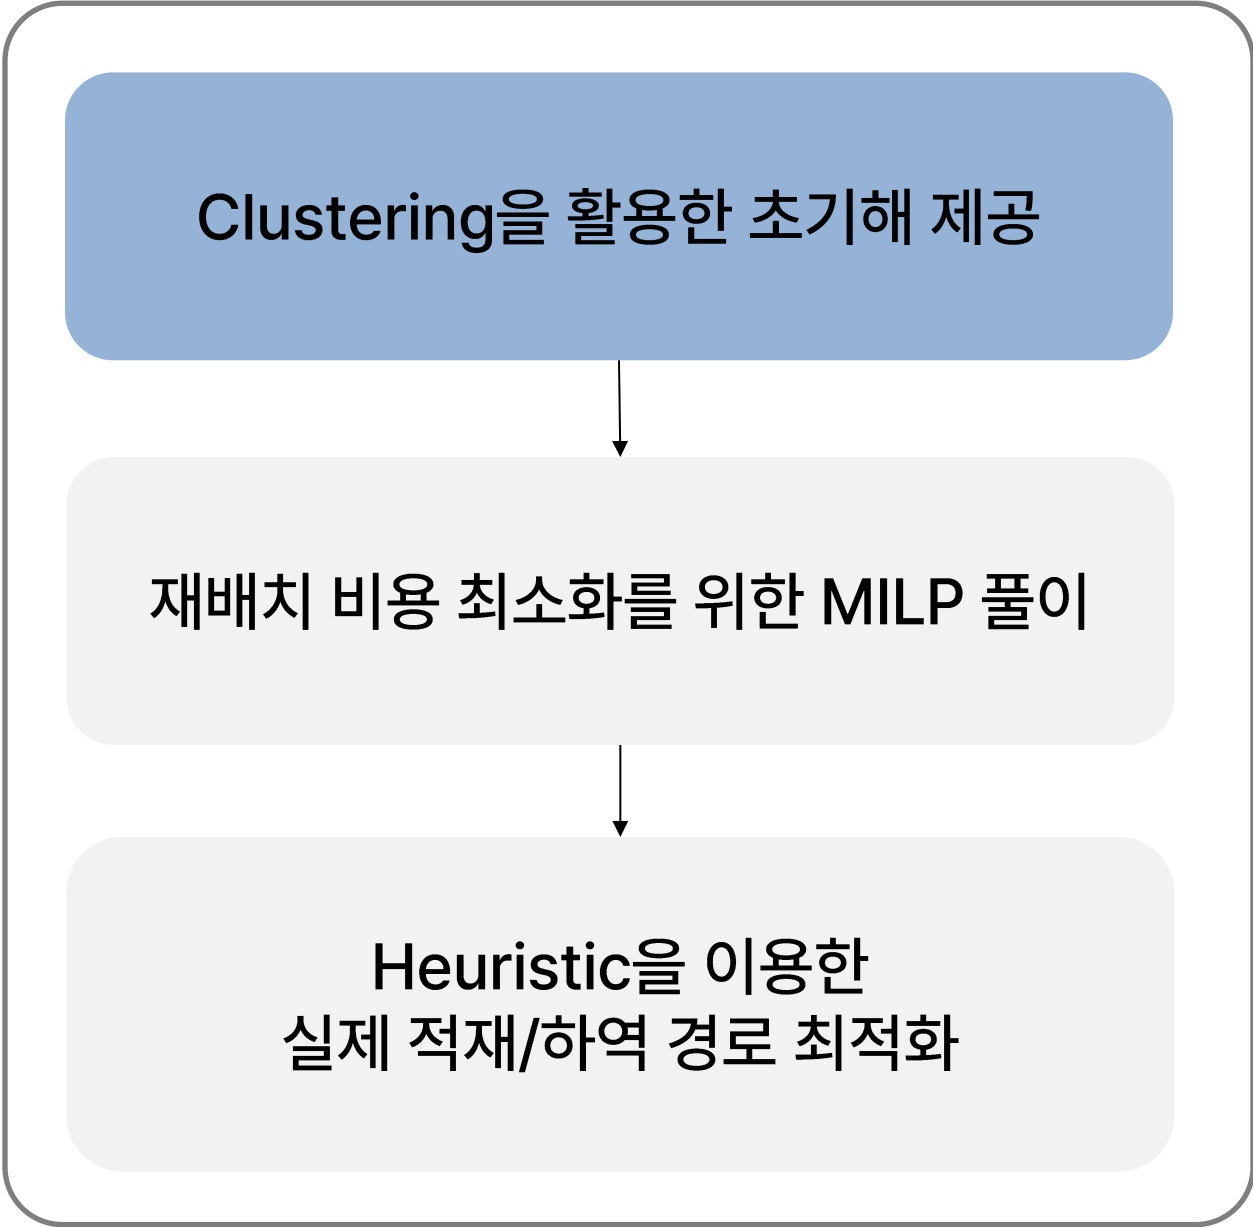 Clustering을 활용한 초기해 제공
재배치 비용 최소화를 위한 MILP 풀이
Heuristic을 이용한
실제 적재/하역 경로 최적화